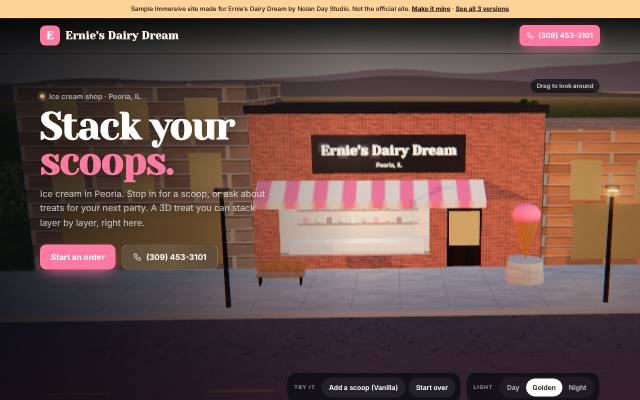 Sample Immersive site made for Ernie's Dairy Dream by Nolan Day Studio. Not the official site. Make it mine · See all 3 versions
E Ernie's Dairy Dream
(309) 453-3101
Drag to look around
Ice cream shop · Peoria, IL
Stack your
scoops.
Ernie's Dairy Dream
Peoria, IL
Ice cream in Peoria. Stop in for a scoop, or ask about
treats for your next party. A 3D treat you can stack
layer by layer, right here.
Start an order
(309) 453-3101
TRY IT Add a scoop (Vanilla) Start over
LIGHT Day Golden Night